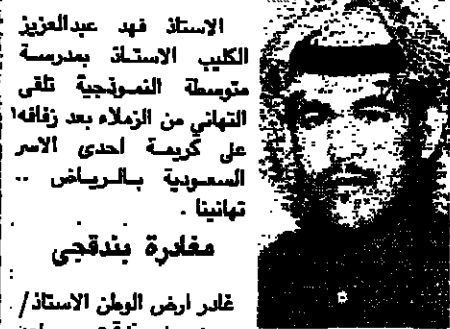 الاستاذ فهد عبدالعزيز
الكليب الاستاذ بمدرسة
متوسطة النموذجية تلقى
التهاني من الزملاء بعد زفافه
على كريمة احدى الاسر
السعودية بالرياض ..
تهانينا .
مغادرة بندقجي
غادر ارض الوطن الاستاذ/